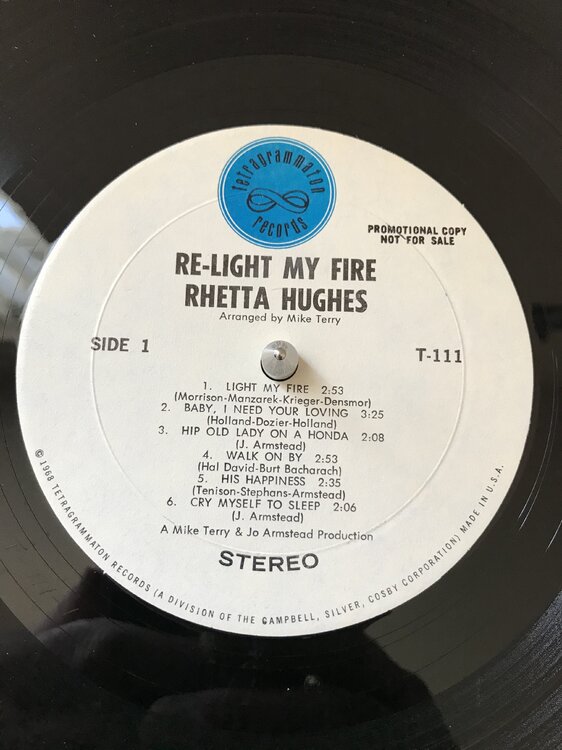 tetragrammaton
records
PROMOTIONAL COPY
NOT FOR SALE
RE-LIGHT MY FIRE
RHETTA HUGHES
Arranged by Mike Terry
SIDE 1
T-111
1. LIGHT MY FIRE 2:53
(Morrison-Manzarek-Krieger-Densmor)
2. BABY, I NEED YOUR LOVING 3:25
(Holland-Dozier-Holland)
3. HIP OLD LADY ON A HONDA 2:08
(J. Armstead)
4. WALK ON BY 2:53
(Hal David-Burt Bacharach)
5. HIS HAPPINESS 2:35
(Tenison-Stephans-Armstead)
6. CRY MYSELF TO SLEEP 2:06
(J. Armstead)
A Mike Terry & Jo Armstead Production
STEREO
© 1968 TETRAGRAMMATON RECORDS (A DIVISION OF THE CAMPBELL, SILVER, COSBY CORPORATION) MADE IN U.S.A.